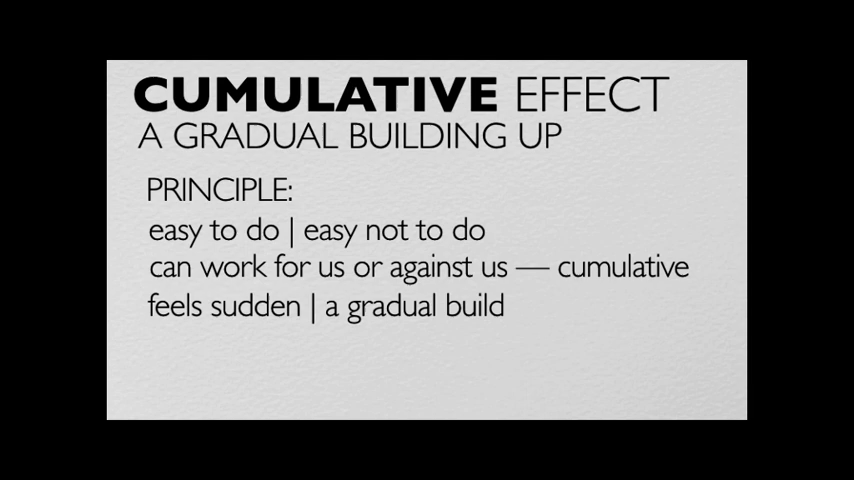 CUMULATIVE EFFECT
A GRADUAL BUILDING UP
PRINCIPLE:
easy to do | easy not to do
can work for us or against us — cumulative
feels sudden | a gradual build